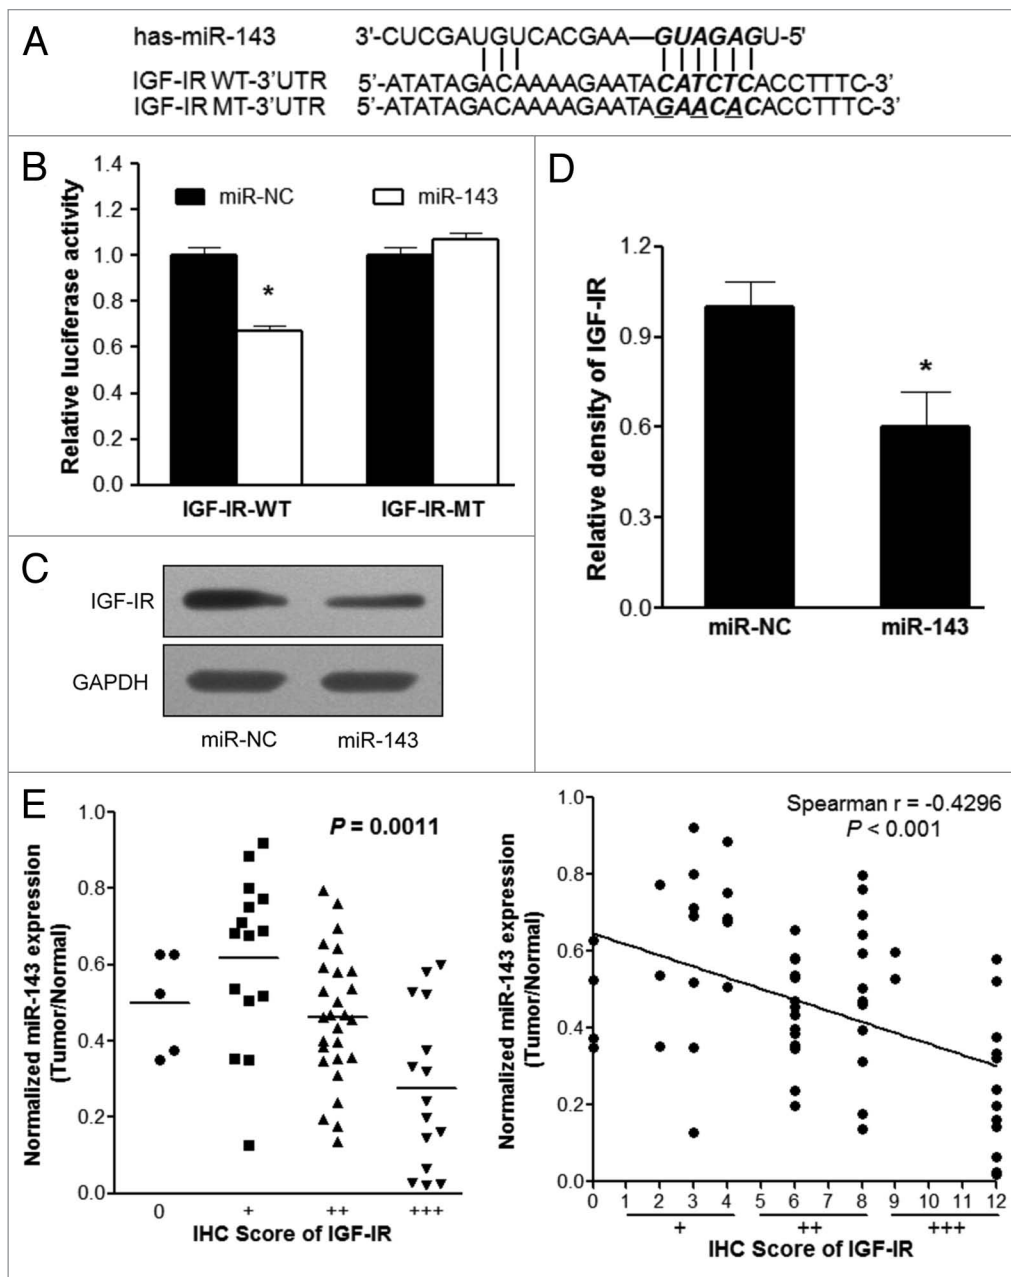 A
has-miR-143 3'-CUCGAUGUCACGAA—GUAGAGU-5'
IGF-IR WT-3'UTR 5'-ATATAGACAAAAGAATACATCTCACCTTTC-3'
IGF-IR MT-3'UTR 5'-ATATAGACAAAAGAATAGAACACACCTTTC-3'
B
Relative luciferase activity
1.4
1.2
1.0
0.8
0.6
0.4
0.2
0.0
miR-NC miR-143
*
IGF-IR-WT IGF-IR-MT
C
IGF-IR
GAPDH
miR-NC miR-143
D
Relative density of IGF-IR
1.2
0.9
0.6
0.3
0.0
*
miR-NC miR-143
E
Normalized miR-143 expression
(Tumor/Normal)
1.0
0.8
0.6
0.4
0.2
0.0
P = 0.0011
0 + ++ +++
IHC Score of IGF-IR
Normalized miR-143 expression
(Tumor/Normal)
1.0
0.8
0.6
0.4
0.2
0.0
Spearman r = -0.4296
P < 0.001
0 1 2 3 4 5 6 7 8 9 10 11 12
+ ++ +++
IHC Score of IGF-IR